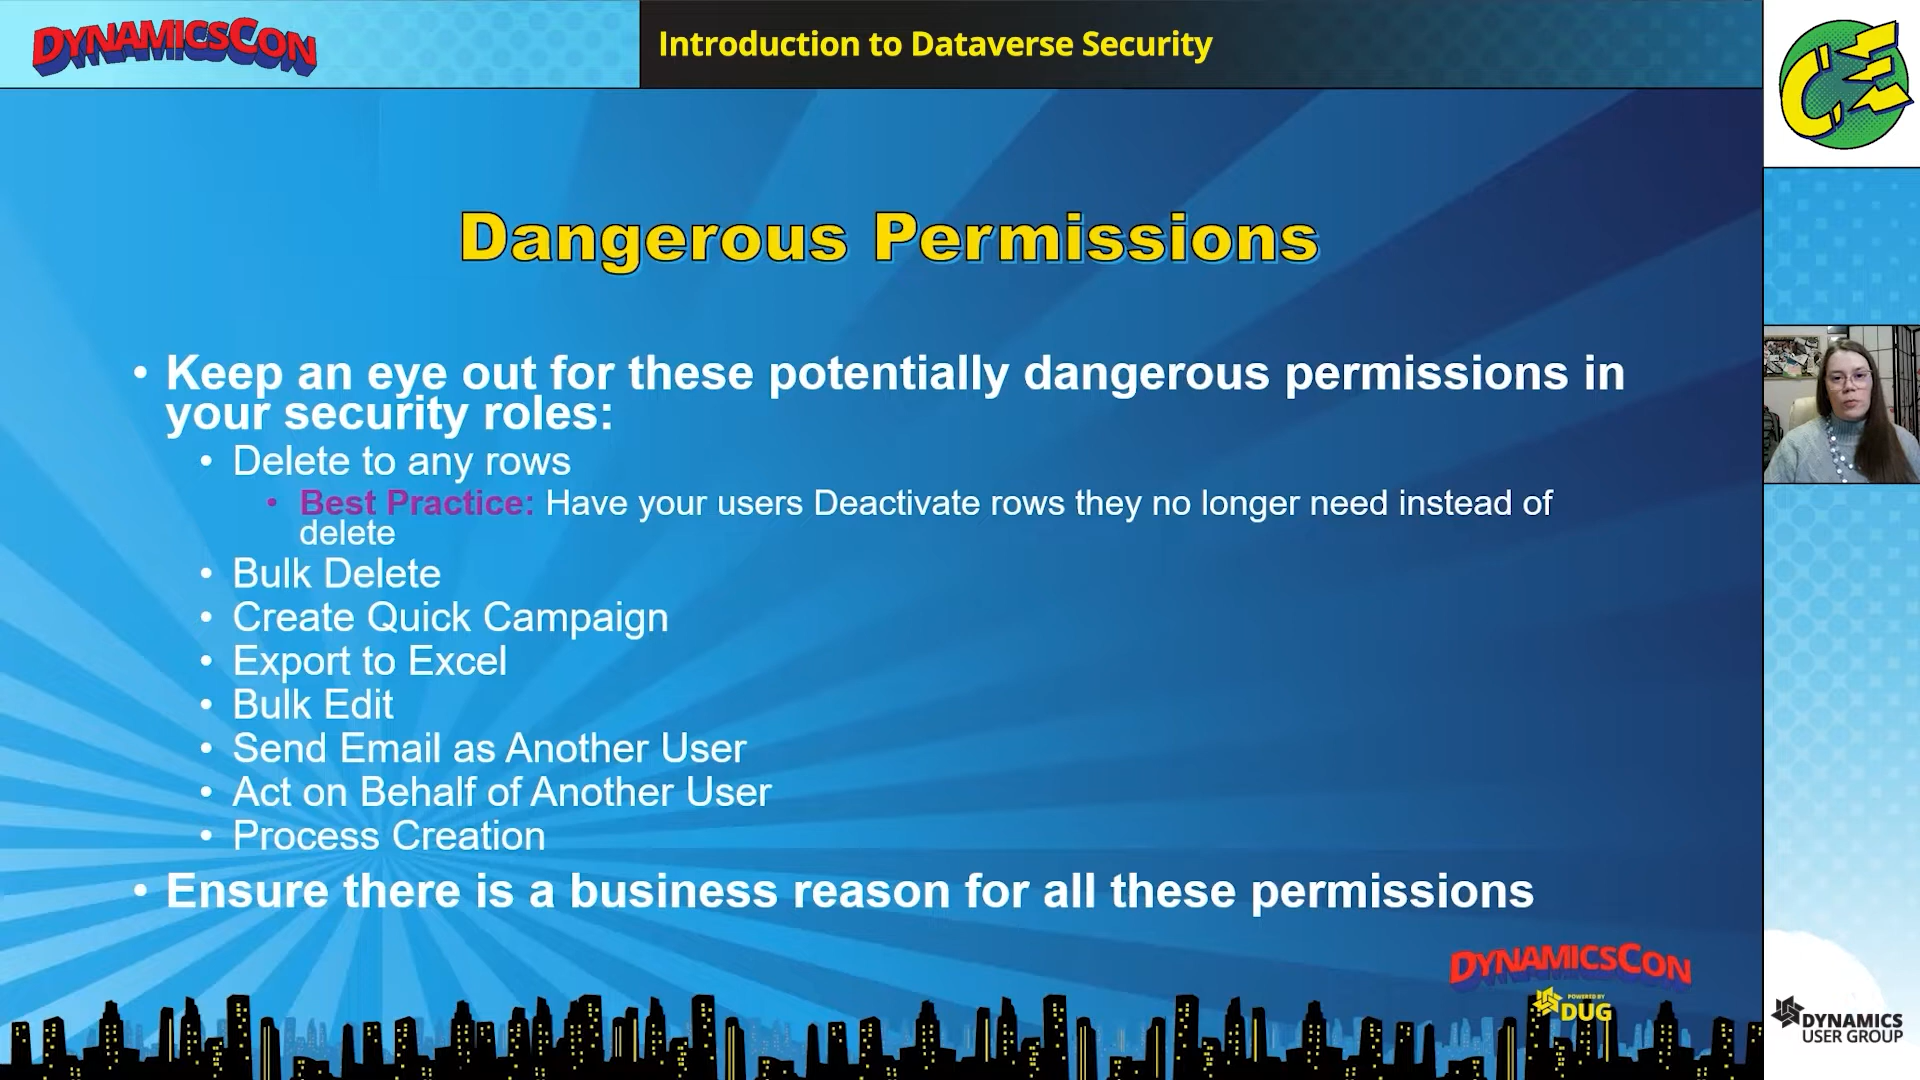 DYNAMICSCON
Introduction to Dataverse Security
CE
Dangerous Permissions
• Keep an eye out for these potentially dangerous permissions in
your security roles:
• Delete to any rows
• Best Practice: Have your users Deactivate rows they no longer need instead of
delete
• Bulk Delete
• Create Quick Campaign
• Export to Excel
• Bulk Edit
• Send Email as Another User
• Act on Behalf of Another User
• Process Creation
• Ensure there is a business reason for all these permissions
DYNAMICSCON
POWERED BY
DUG
DYNAMICS
USER GROUP